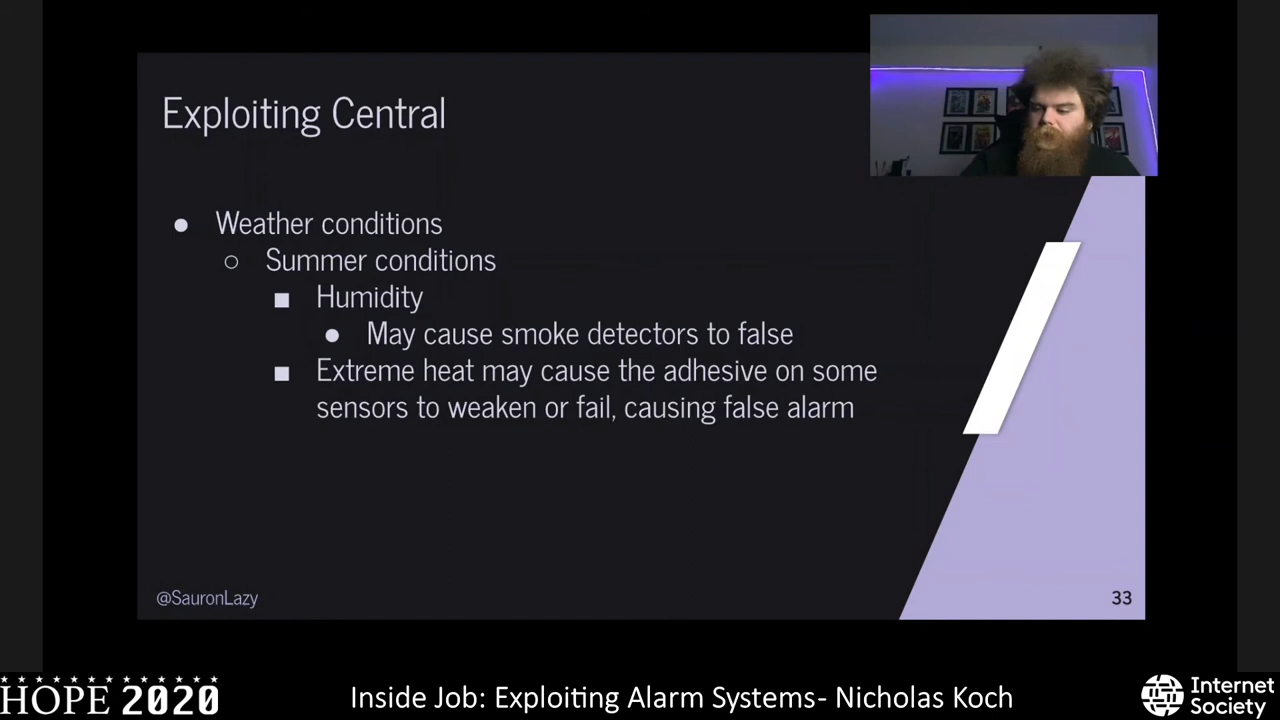 Exploiting Central
● Weather conditions
○ Summer conditions
■ Humidity
● May cause smoke detectors to false
■ Extreme heat may cause the adhesive on some
sensors to weaken or fail, causing false alarm
@SauronLazy
33
HOPE 2020
Inside Job: Exploiting Alarm Systems- Nicholas Koch
Internet
Society